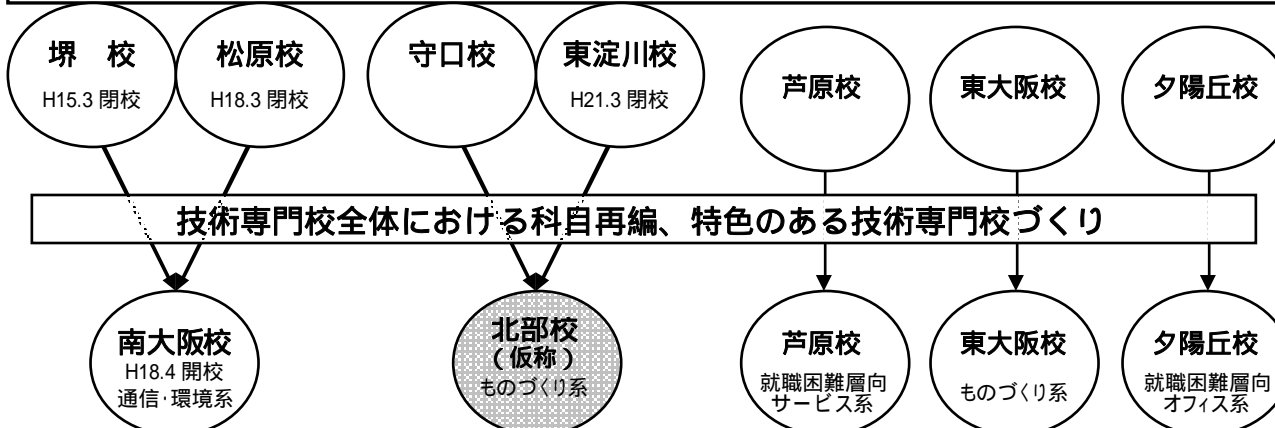 堺　校
H15.3 閉校
松原校
H18.3 閉校
守口校
東淀川校
H21.3 閉校
芦原校
東大阪校
夕陽丘校
技術専門校全体における科目再編、特色のある技術専門校づくり
南大阪校
H18.4 開校
通信・環境系
北部校
（仮称）
ものづくり系
芦原校
就職困難層向
サービス系
東大阪校
ものづくり系
夕陽丘校
就職困難層向
オフィス系